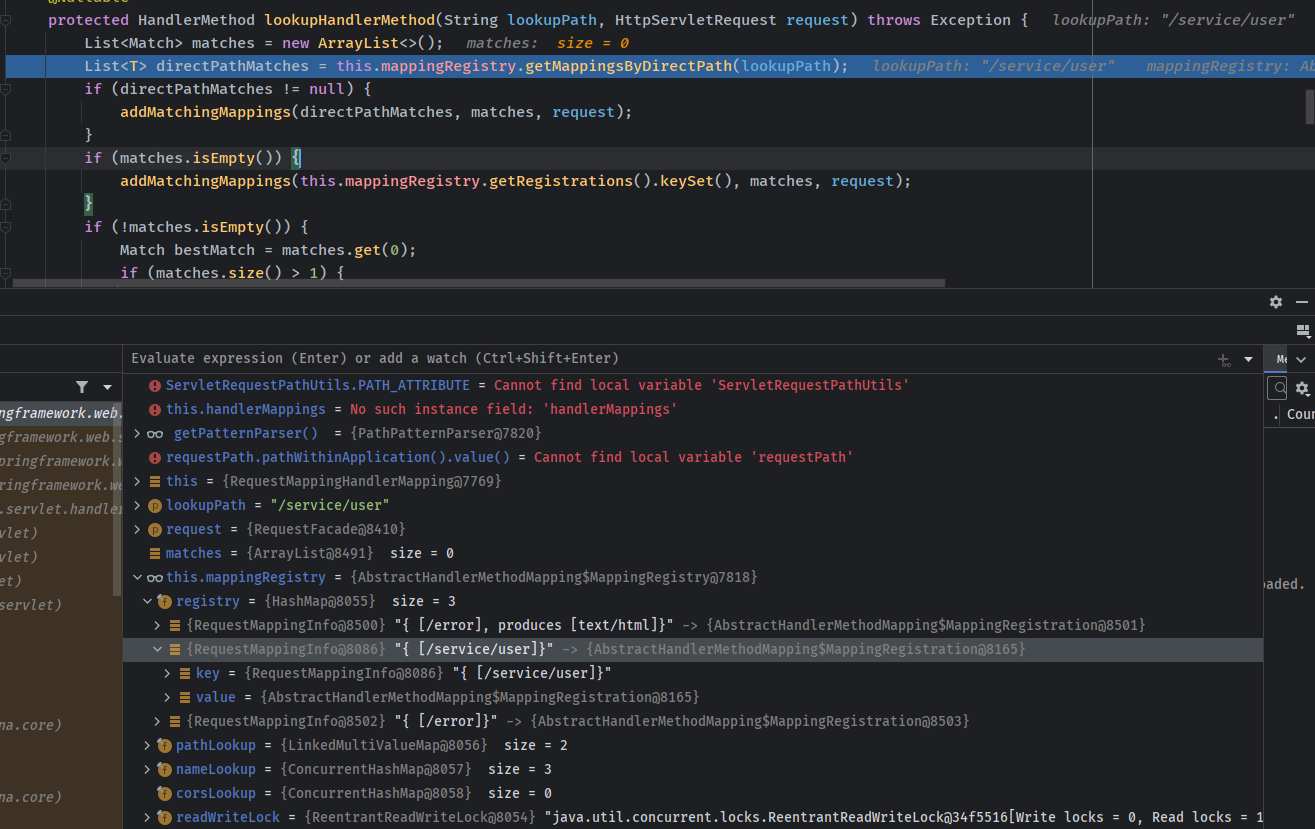 @Nullable
protected HandlerMethod lookupHandlerMethod(String lookupPath, HttpServletRequest request) throws Exception {   lookupPath: "/service/user"
List<Match> matches = new ArrayList<>();   matches:  size = 0
List<T> directPathMatches = this.mappingRegistry.getMappingsByDirectPath(lookupPath);   lookupPath: "/service/user"   mappingRegistry: Ab
if (directPathMatches != null) {
addMatchingMappings(directPathMatches, matches, request);
}
if (matches.isEmpty()) {
addMatchingMappings(this.mappingRegistry.getRegistrations().keySet(), matches, request);
}
if (!matches.isEmpty()) {
Match bestMatch = matches.get(0);
if (matches.size() > 1) {
Evaluate expression (Enter) or add a watch (Ctrl+Shift+Enter)
Me
ServletRequestPathUtils.PATH_ATTRIBUTE = Cannot find local variable 'ServletRequestPathUtils'
ngframework.web.
this.handlerMappings = No such instance field: 'handlerMappings'
. Coun
gframework.web.s
getPatternParser() = {PathPatternParser@7820}
pringframework.w
requestPath.pathWithinApplication().value() = Cannot find local variable 'requestPath'
ringframework.we
this = {RequestMappingHandlerMapping@7769}
.servlet.handler
lookupPath = "/service/user"
vlet)
request = {RequestFacade@8410}
vlet)
matches = {ArrayList@8491}  size = 0
et)
this.mappingRegistry = {AbstractHandlerMethodMapping$MappingRegistry@7818}
oaded.
servlet)
registry = {HashMap@8055}  size = 3
{RequestMappingInfo@8500} "{ [/error], produces [text/html]}" -> {AbstractHandlerMethodMapping$MappingRegistration@8501}
{RequestMappingInfo@8086} "{ [/service/user]}" -> {AbstractHandlerMethodMapping$MappingRegistration@8165}
key = {RequestMappingInfo@8086} "{ [/service/user]}"
value = {AbstractHandlerMethodMapping$MappingRegistration@8165}
na.core)
{RequestMappingInfo@8502} "{ [/error]}" -> {AbstractHandlerMethodMapping$MappingRegistration@8503}
pathLookup = {LinkedMultiValueMap@8056}  size = 2
nameLookup = {ConcurrentHashMap@8057}  size = 3
na.core)
corsLookup = {ConcurrentHashMap@8058}  size = 0
readWriteLock = {ReentrantReadWriteLock@8054} "java.util.concurrent.locks.ReentrantReadWriteLock@34f5516[Write locks = 0, Read locks = 1